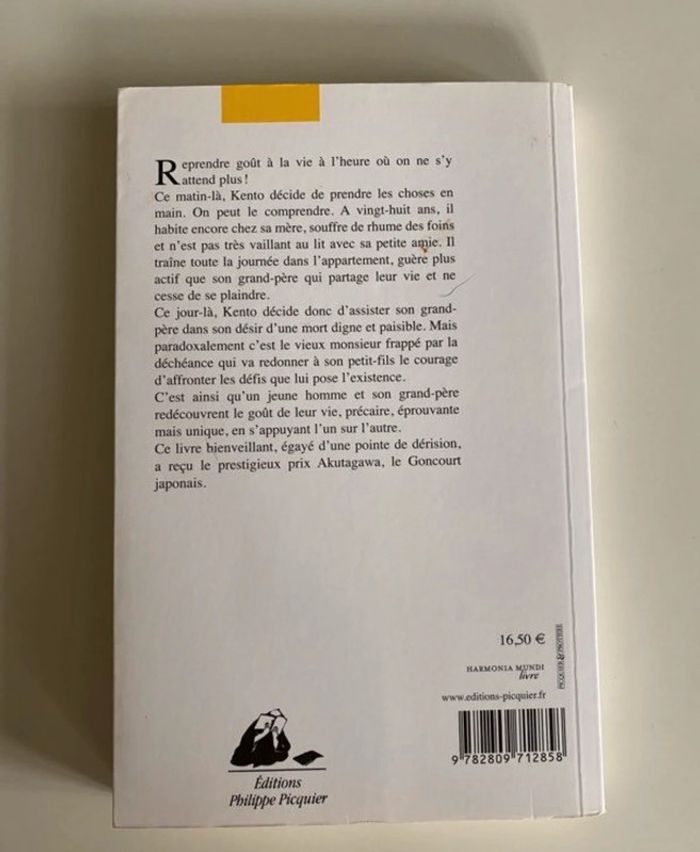 Reprendre goût à la vie à l'heure où on ne s'y
attend plus !
Ce matin-là, Kento décide de prendre les choses en
main. On peut le comprendre. A vingt-huit ans, il
habite encore chez sa mère, souffre de rhume des foins
et n'est pas très vaillant au lit avec sa petite amie. Il
traîne toute la journée dans l'appartement, guère plus
actif que son grand-père qui partage leur vie et ne
cesse de se plaindre.
Ce jour-là, Kento décide donc d'assister son grand-
père dans son désir d'une mort digne et paisible. Mais
paradoxalement c'est le vieux monsieur frappé par la
déchéance qui va redonner à son petit-fils le courage
d'affronter les défis que lui pose l'existence.
C'est ainsi qu'un jeune homme et son grand-père
redécouvrent le goût de leur vie, précaire, éprouvante
mais unique, en s'appuyant l'un sur l'autre.
Ce livre bienveillant, égayé d'une pointe de dérision,
a reçu le prestigieux prix Akutagawa, le Goncourt
japonais.
16,50 €
HARMONIA MUNDI
livre
www.editions-picquier.fr
PICQUIER & PROTIERE
9 782809 712858
Éditions
Philippe Picquier